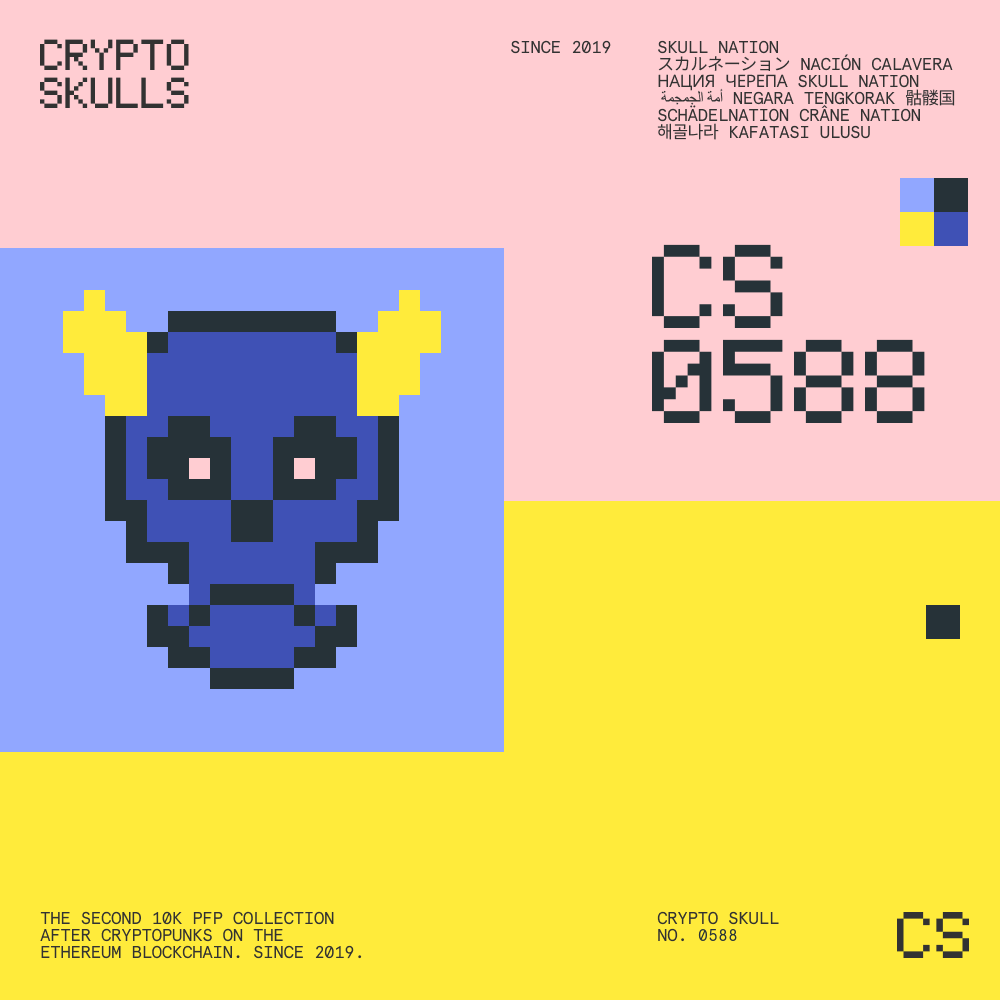 CRYPTO
SKULLS
SINCE 2019
SKULL NATION
スカルネーション NACIÓN CALAVERA
НАЦИЯ ЧЕРЕПА SKULL NATION
أمة الجمجمة NEGARA TENGKORAK 骷髅国
SCHÄDELNATION CRÂNE NATION
해골나라 KAFATASI ULUSU
CS
0588
THE SECOND 10K PFP COLLECTION
AFTER CRYPTOPUNKS ON THE
ETHEREUM BLOCKCHAIN. SINCE 2019.
CRYPTO SKULL
NO. 0588
CS